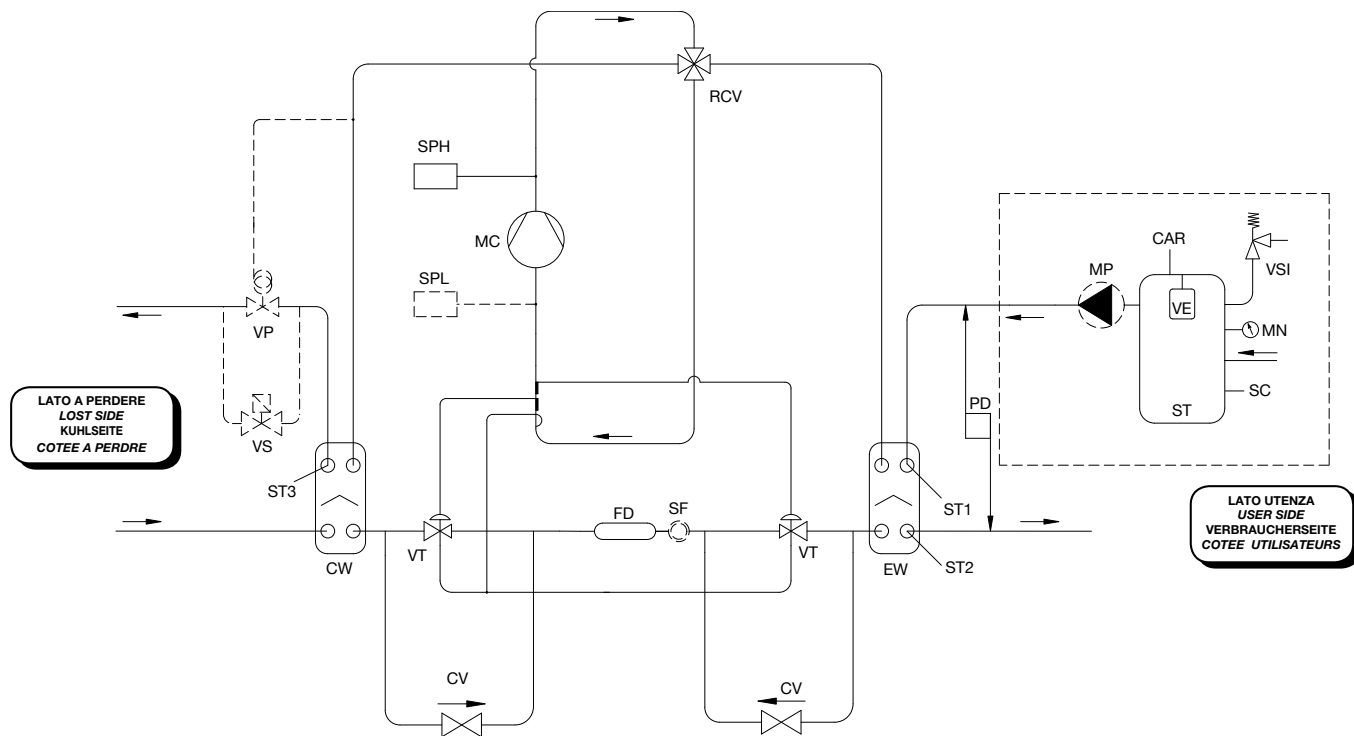 RCV
SPH
MC
SPL
CAR
MP
VSI
VE
MN
VP
SC
PD
ST
LATO A PERDERE
LOST SIDE
KUHLSEITE
COTEE A PERDRE
VS
ST3
ST1
LATO UTENZA
USER SIDE
VERBRAUCHERSEITE
COTEE UTILISATEURS
FD
SF
VT
VT
CW
EW
ST2
CV
CV